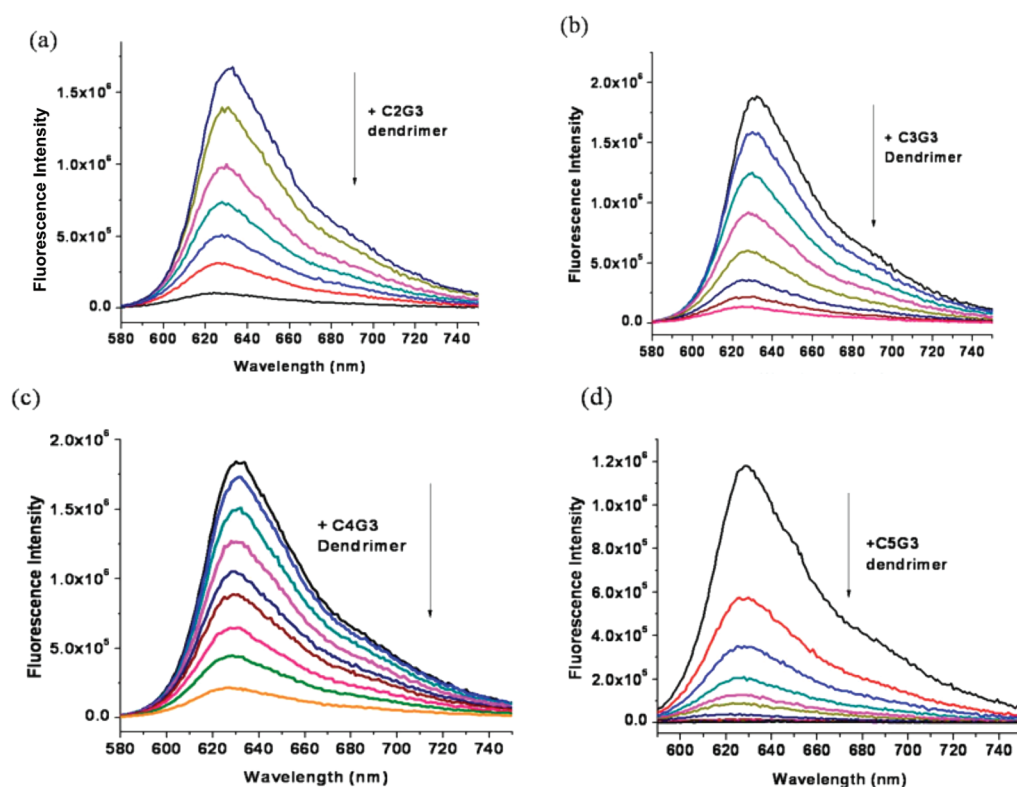 (a)
Fluorescence Intensity
1.5x10⁶
1.0x10⁶
5.0x10⁵
0.0
+ C2G3
dendrimer
580 600 620 640 660 680 700 720 740
Wavelength (nm)
(b)
Fluorescence Intensity
2.0x10⁶
1.5x10⁶
1.0x10⁶
5.0x10⁵
0.0
+ C3G3
Dendrimer
580 600 620 640 660 680 700 720 740
(c)
Fluorescence Intensity
2.0x10⁶
1.5x10⁶
1.0x10⁶
5.0x10⁵
0.0
+ C4G3
Dendrimer
580 600 620 640 660 680 700 720 740
Wavelength (nm)
(d)
Fluorescence Intensity
1.2x10⁶
1.0x10⁶
8.0x10⁵
6.0x10⁵
4.0x10⁵
2.0x10⁵
0.0
+C5G3
dendrimer
600 620 640 660 680 700 720 740
Wavelength (nm)